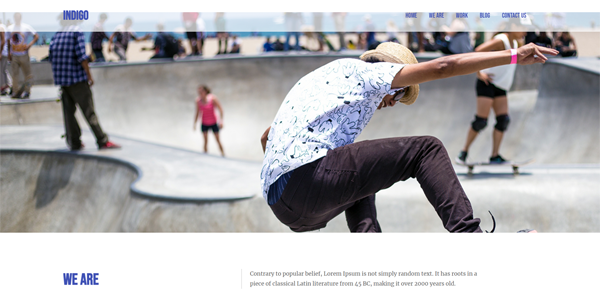 INDIGO
HOME WE ARE WORK BLOG CONTACT US
WE ARE
Contrary to popular belief, Lorem Ipsum is not simply random text. It has roots in a
piece of classical Latin literature from 45 BC, making it over 2000 years old.